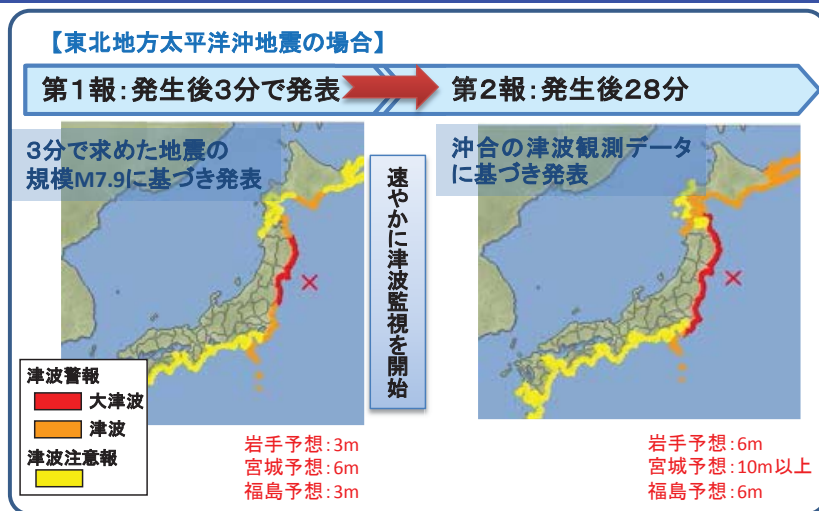 【東北地方太平洋沖地震の場合】
第1報:発生後3分で発表
第2報:発生後28分
3分で求めた地震の
規模M7.9に基づき発表
速やかに津波監視を開始
沖合の津波観測データ
に基づき発表
津波警報
大津波
津波
津波注意報
岩手予想:3m
宮城予想:6m
福島予想:3m
岩手予想:6m
宮城予想:10m以上
福島予想:6m